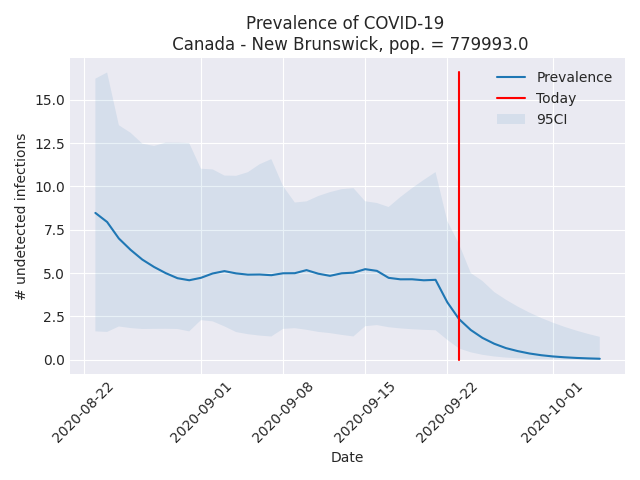 Prevalence of COVID-19
Canada - New Brunswick, pop. = 779993.0
Prevalence
Today
95CI
15.0
12.5
10.0
7.5
5.0
2.5
0.0
# undetected infections
2020-08-22
2020-09-01
2020-09-08
2020-09-15
2020-09-22
2020-10-01
Date